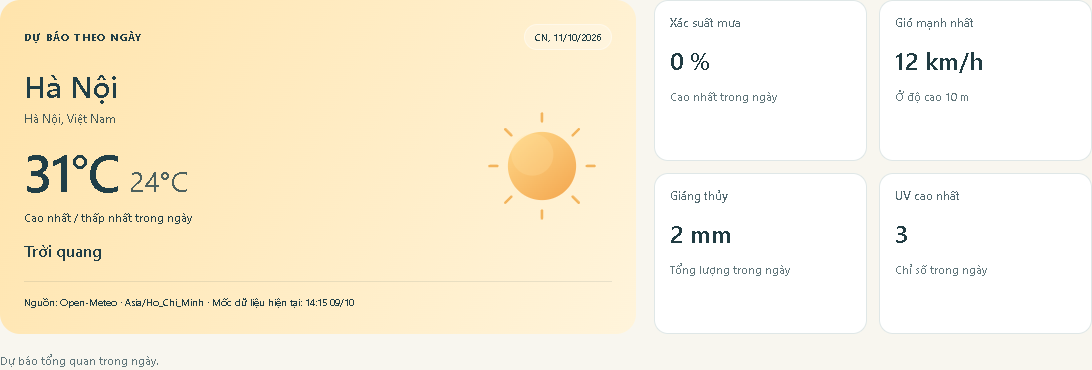 DỰ BÁO THEO NGÀY
CN, 11/10/2026
Hà Nội
Hà Nội, Việt Nam
31°C 24°C
Cao nhất / thấp nhất trong ngày
Trời quang
Nguồn: Open-Meteo · Asia/Ho_Chi_Minh · Mốc dữ liệu hiện tại: 14:15 09/10
Xác suất mưa
0 %
Cao nhất trong ngày
Gió mạnh nhất
12 km/h
Ở độ cao 10 m
Giáng thủy
2 mm
Tổng lượng trong ngày
UV cao nhất
3
Chỉ số trong ngày
Dự báo tổng quan trong ngày.